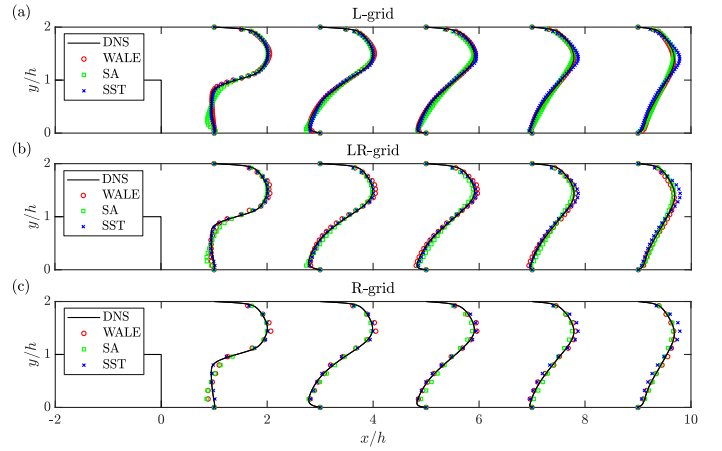 (a)
L-grid
2
1
0
y/h
DNS
WALE
SA
SST
(b)
LR-grid
2
1
0
y/h
DNS
WALE
SA
SST
(c)
R-grid
2
1
0
y/h
DNS
WALE
SA
SST
-2 0 2 4 6 8 10
x/h